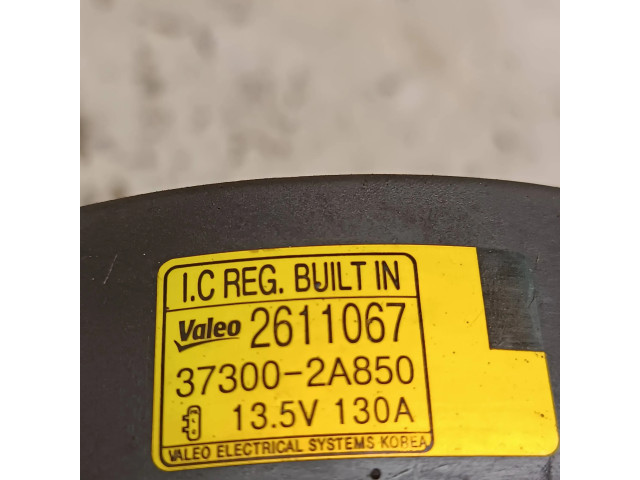 I.C REG. BUILT IN
Valeo 2611067
37300-2A850
13.5V 130A
VALEO ELECTRICAL SYSTEMS KOREA